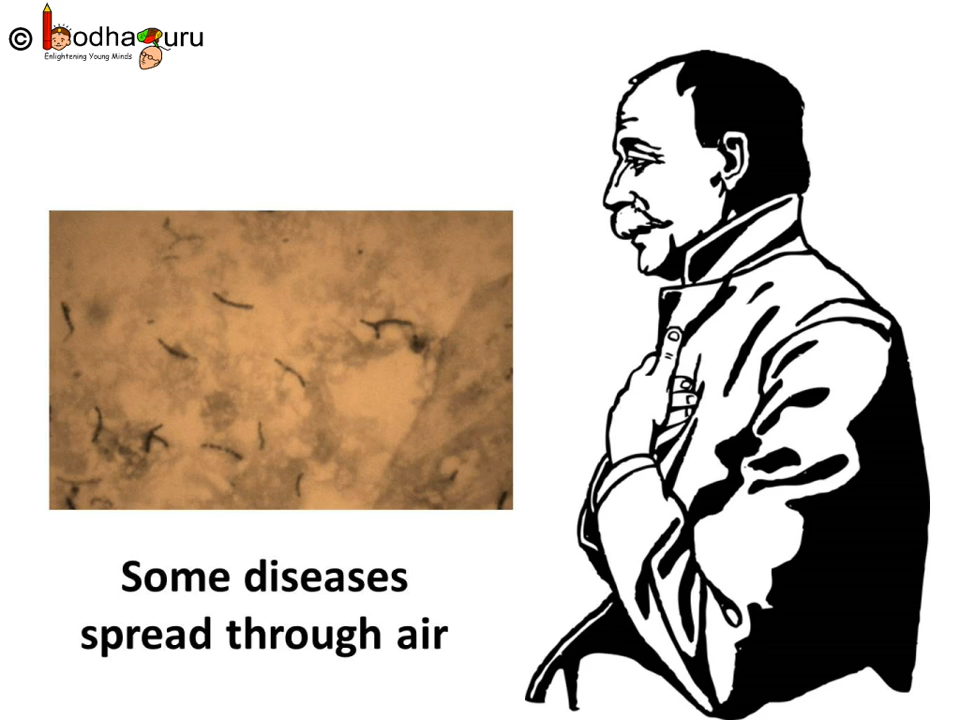 © bodhaguru
Enlightening Young Minds
Some diseases
spread through air